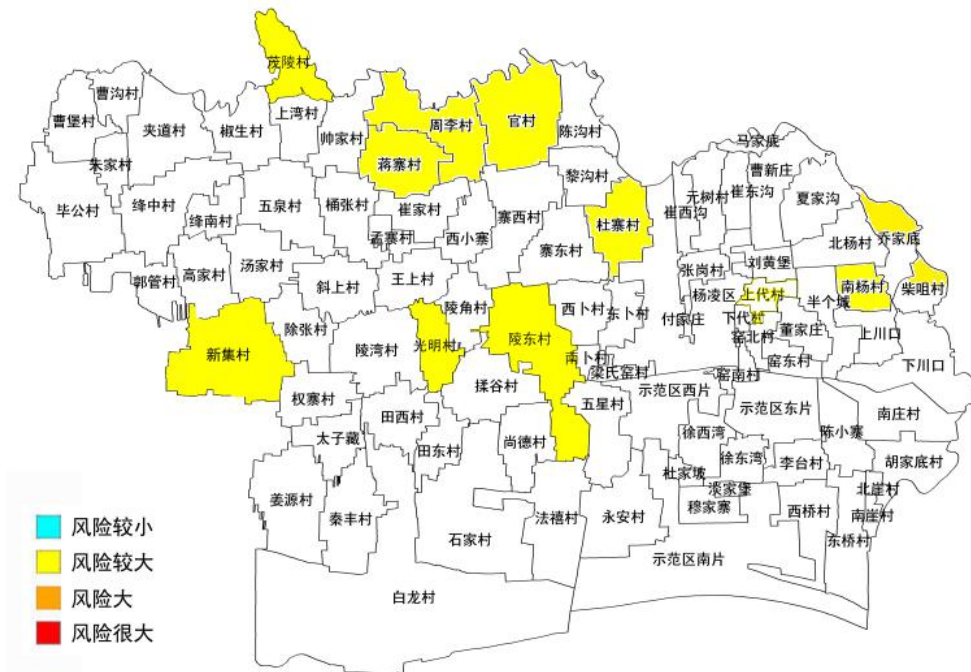 茂陵村
曹沟村
曹堡村
夹道村
椒生村
上湾村
帅家村
周李村
官村
陈沟村
马家底
朱家村
蒋寨村
黎沟村
曹新庄
元树村
崔东沟
夏家沟
毕公村
绛中村
绛南村
五泉村
桶张村
崔家村
寨西村
杜寨村
崔西沟
孟寨村
西小寨
寨东村
北杨村
乔家底
郭管村
高家村
汤家村
斜上村
王上村
张岗村
刘黄堡
柴咀村
南杨村
杨凌区
上代村
半个城
陵角村
西卜村
东卜村
付家庄
下代村
除张村
新集村
陵湾村
光明村
陵东村
窑北村
董家庄
上川口
下川口
南卜村
梁氏窑村
窑东村
窑南村
权寨村
揉谷村
五星村
示范区西片
示范区东片
南庄村
田西村
太子藏
田东村
尚德村
徐西湾
陈小寨
徐东湾
李台村
胡家底村
杜家坡
姜源村
秦丰村
法禧村
永安村
穆家寨
淡家堡
西桥村
北崖村
南崖村
石家村
东桥村
示范区南片
白龙村
风险较小
风险较大
风险大
风险很大